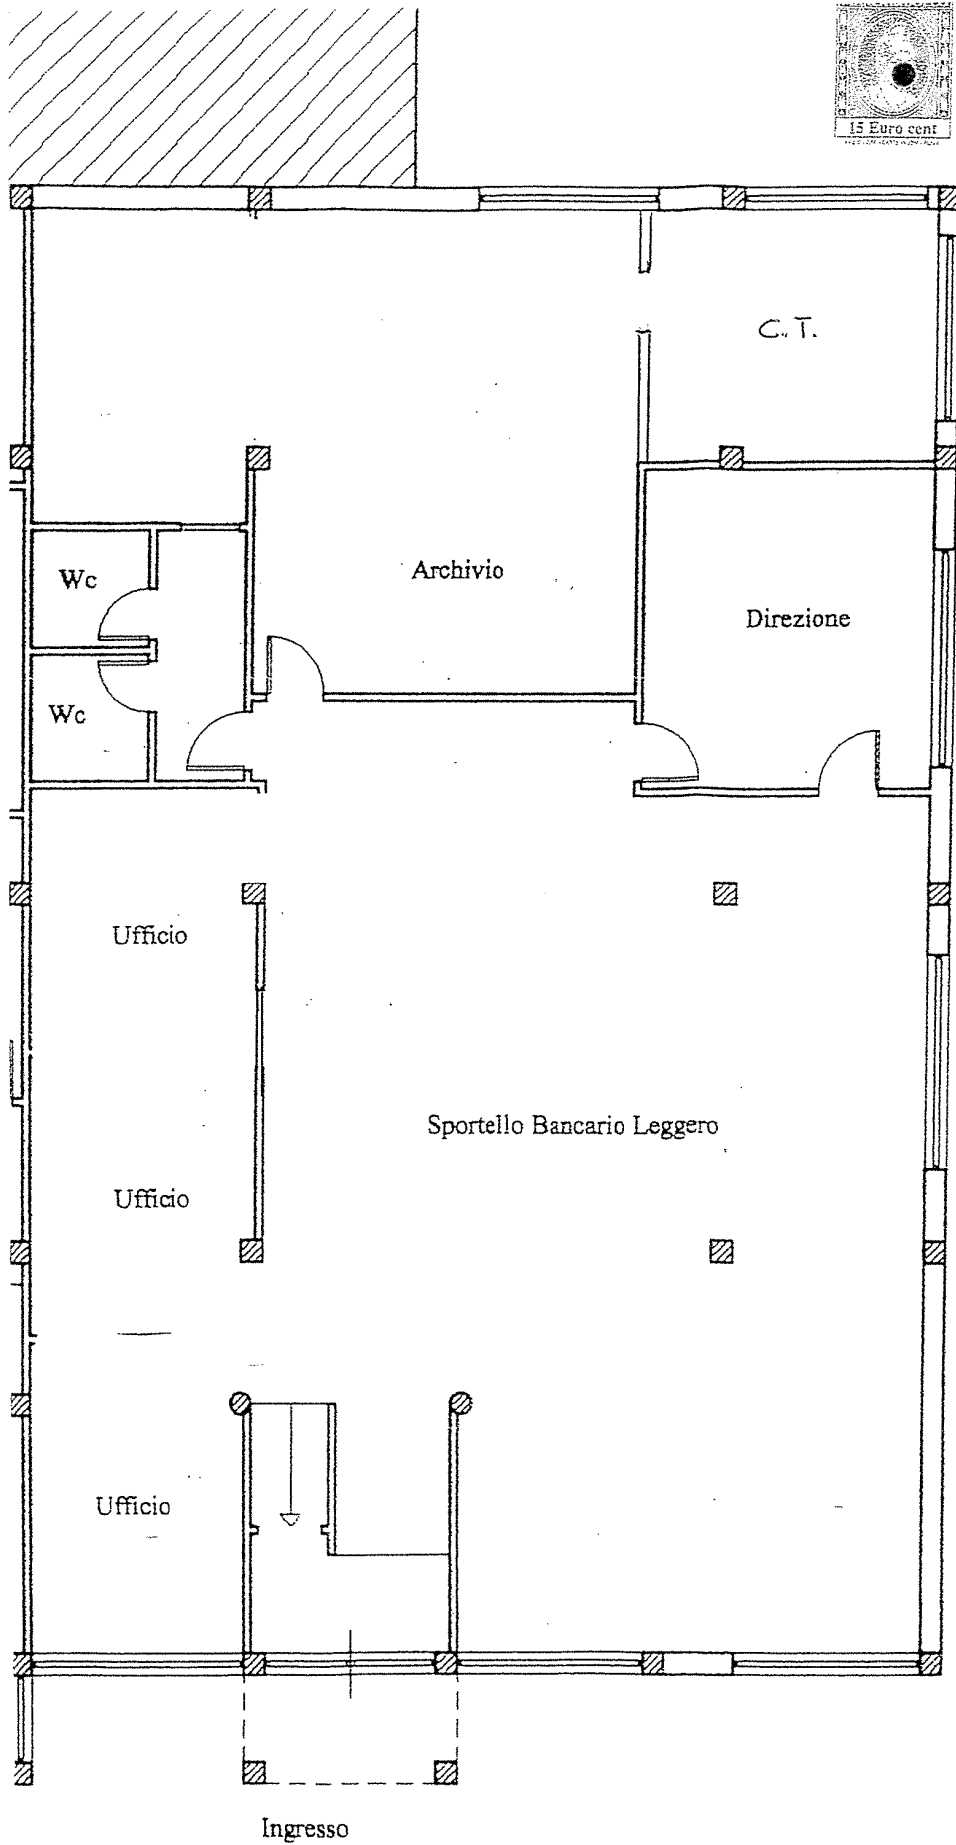 15 Euro cent
C.T.
Wc
Archivio
Direzione
Wc
Ufficio
Sportello Bancario Leggero
Ufficio
Ufficio
Ingresso